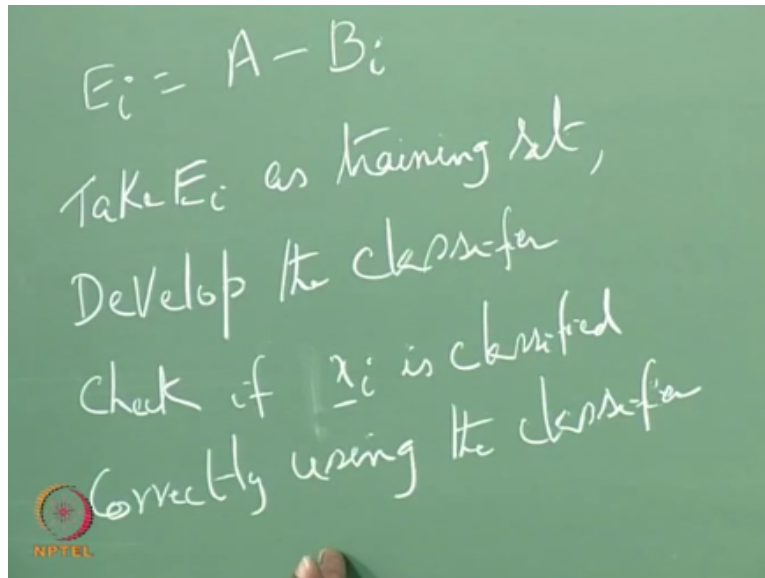 Ei = A - Bi
Take Ei as training set,
Develop the classifier
Check if xi is classified
Correctly using the classifier
NPTEL